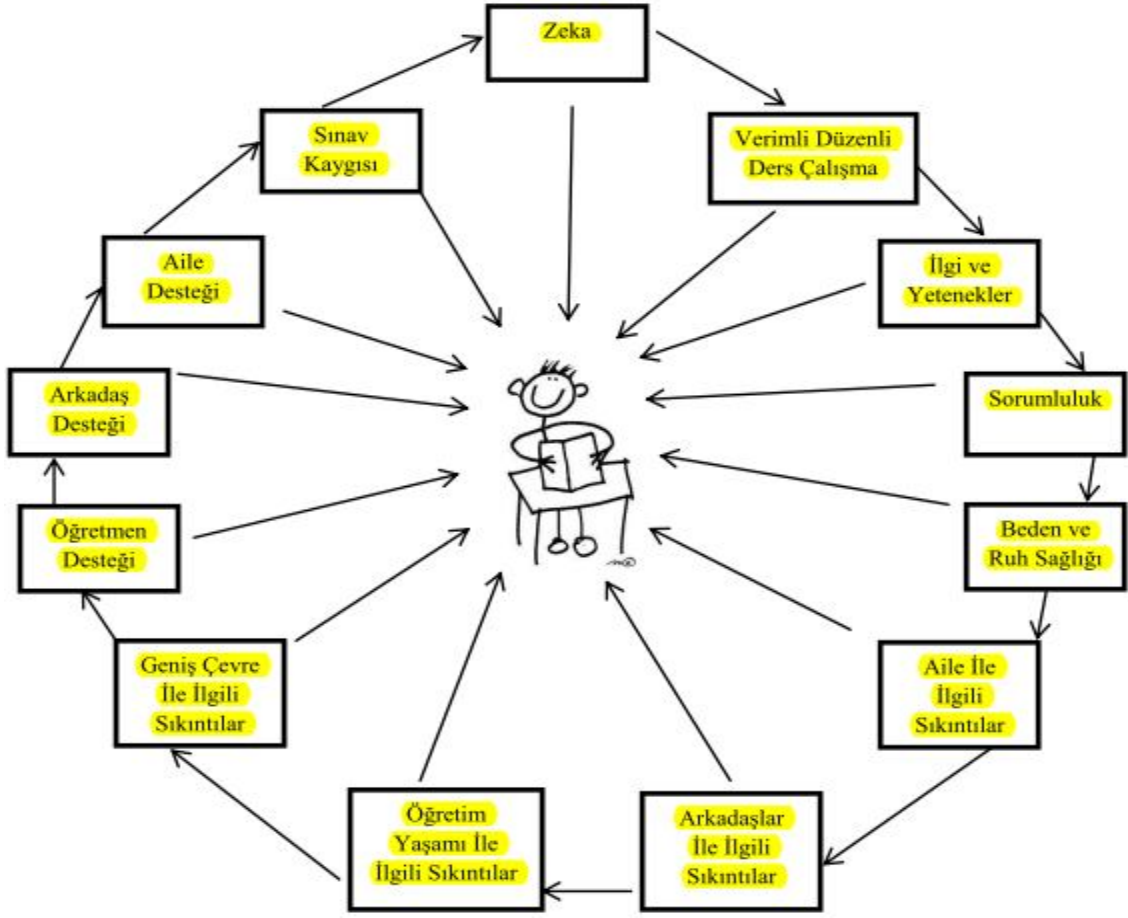 Zeka
Verimli Düzenli
Ders Çalışma
İlgi ve
Yetenekler
Sorumluluk
Beden ve
Ruh Sağlığı
Aile İle
İlgili
Sıkıntılar
Arkadaşlar
İle İlgili
Sıkıntılar
Öğretim
Yaşamı İle
İlgili Sıkıntılar
Geniş Çevre
İle İlgili
Sıkıntılar
Öğretmen
Desteği
Arkadaş
Desteği
Aile
Desteği
Sınav
Kaygısı